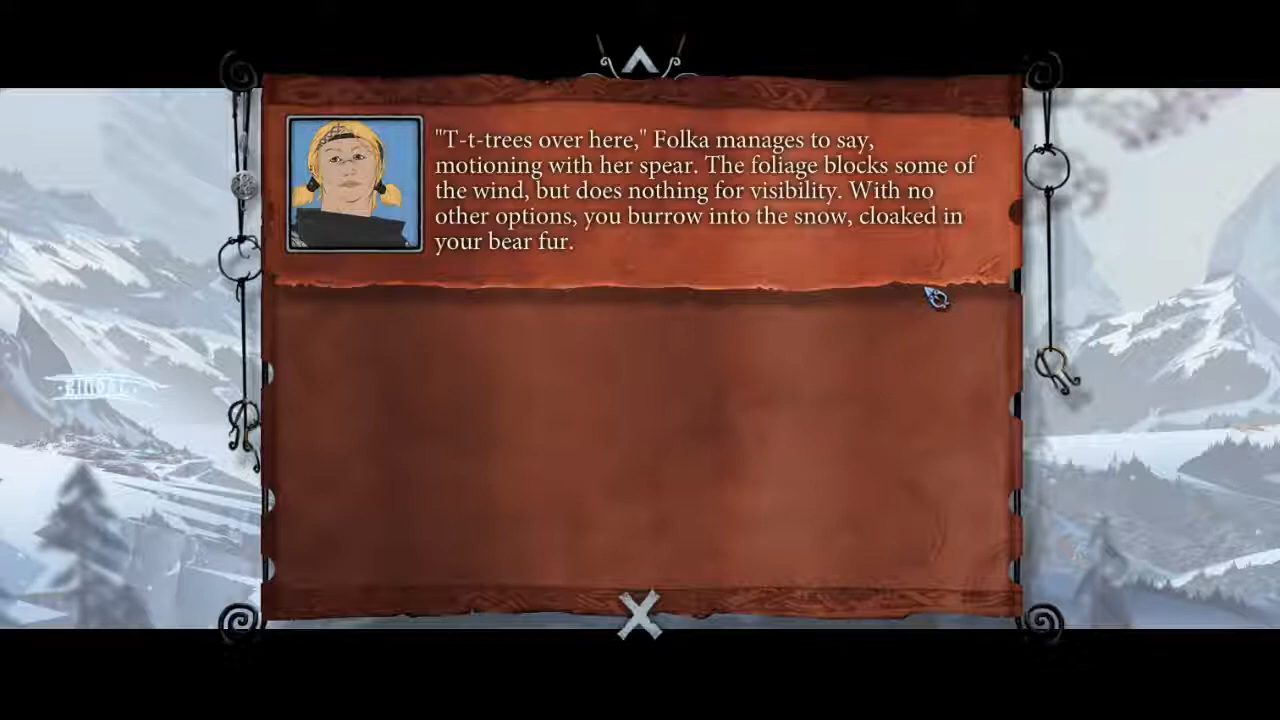 "T-t-trees over here," Folka manages to say,
motioning with her spear. The foliage blocks some of
the wind, but does nothing for visibility. With no
other options, you burrow into the snow, cloaked in
your bear fur.